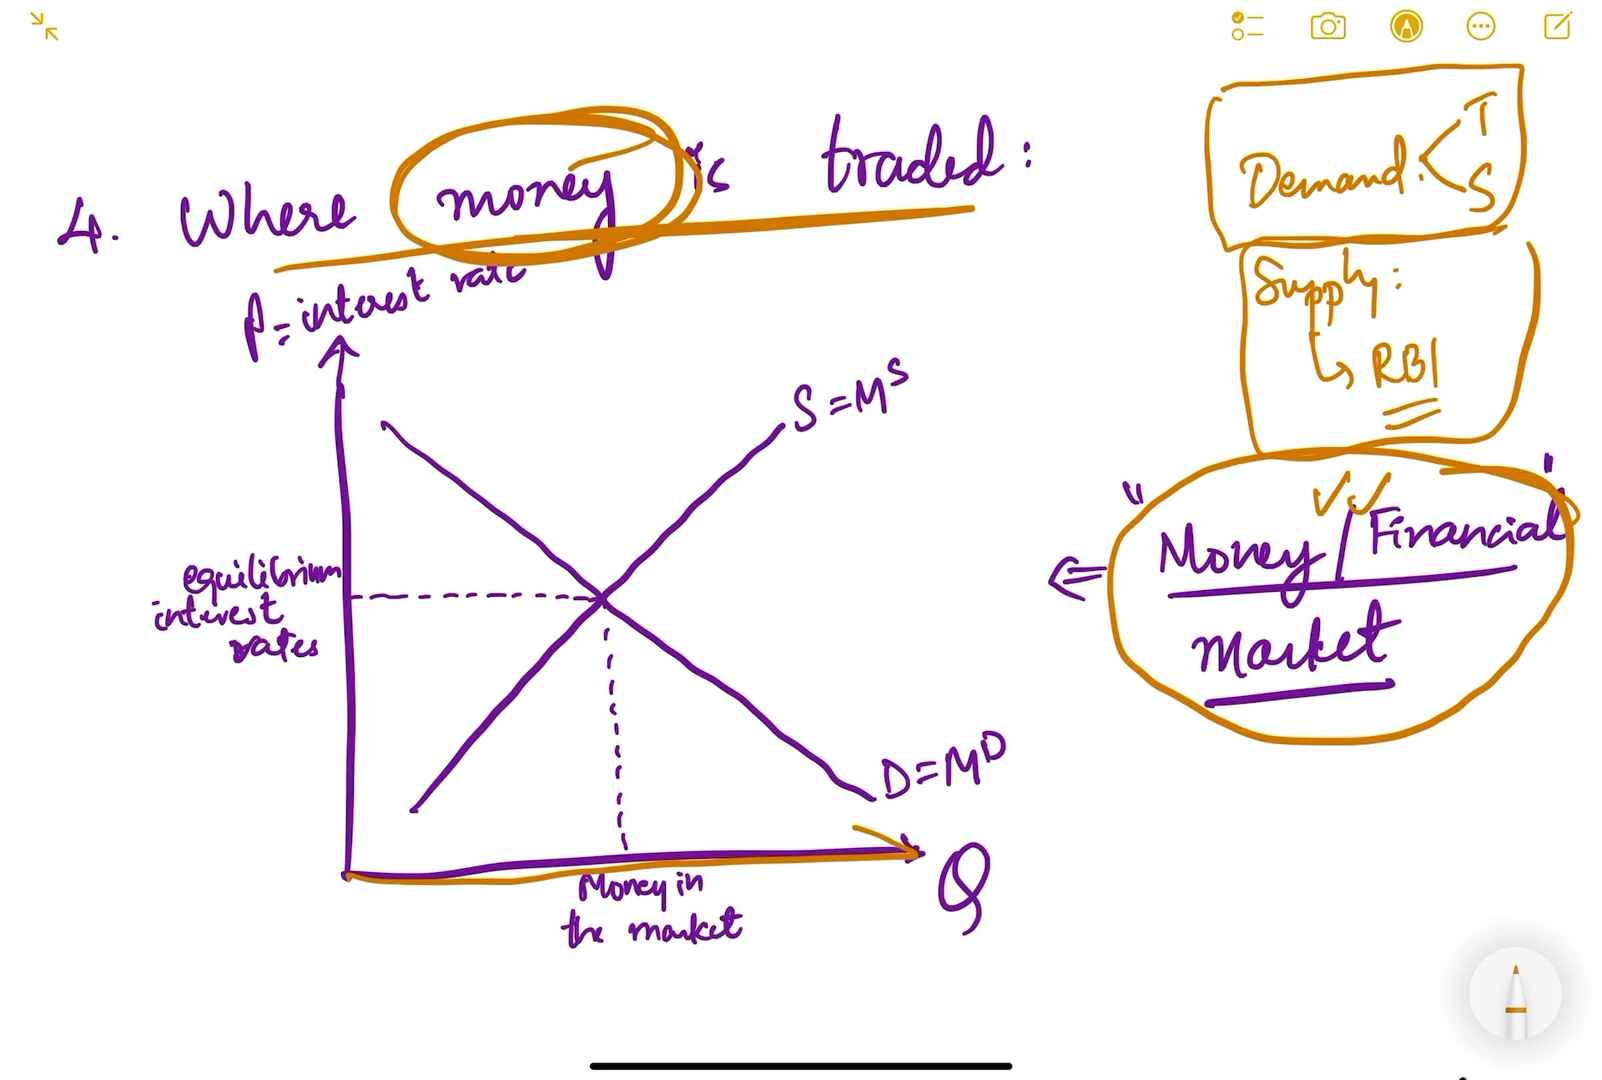 4. Where money is traded:
P = interest rate
S = M^S
equilibrium
interest
rates
D = M^D
Q
Money in
the market
Demand: < T
S
Supply:
↳ RBI
" Money / Financial "
Market